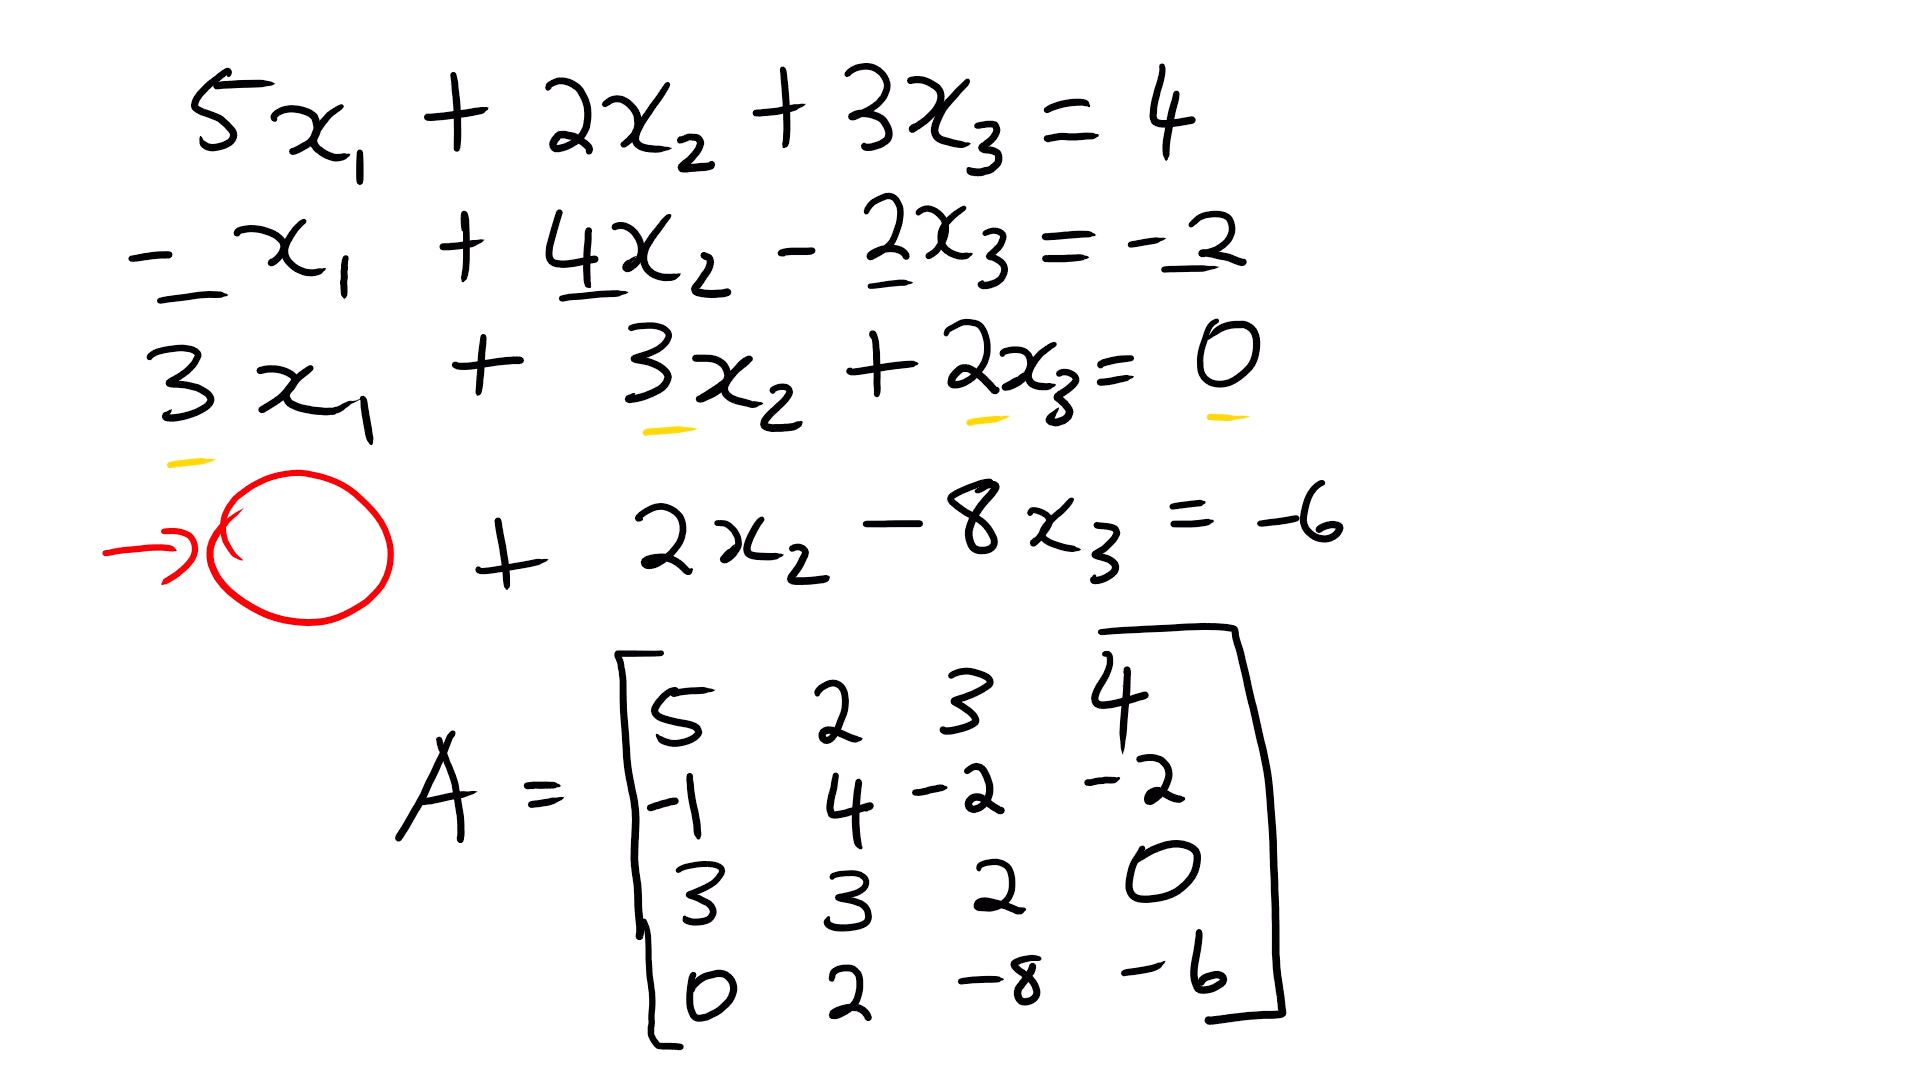 5x₁ + 2x₂ + 3x₃ = 4
- x₁ + 4x₂ - 2x₃ = -2
3x₁ + 3x₂ + 2x₃ = 0
→ + 2x₂ - 8x₃ = -6
A = [5 2 3 4
-1 4 -2 -2
3 3 2 0
0 2 -8 -6]